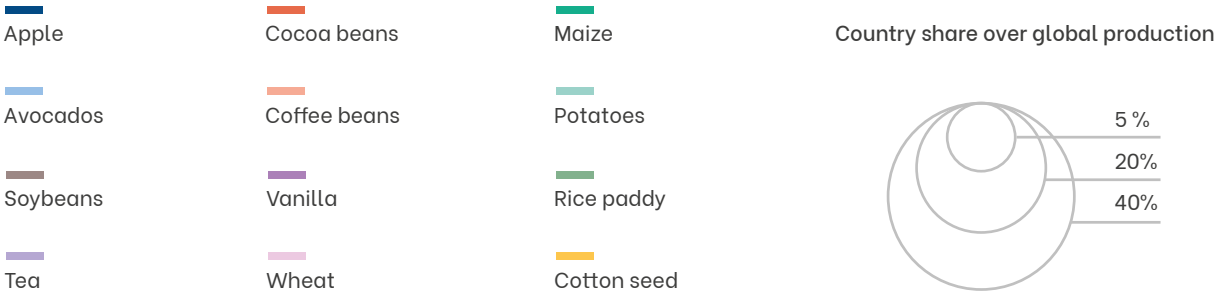 Apple
Cocoa beans
Maize
Country share over global production
Avocados
Coffee beans
Potatoes
5 %
20%
Soybeans
Vanilla
Rice paddy
40%
Tea
Wheat
Cotton seed